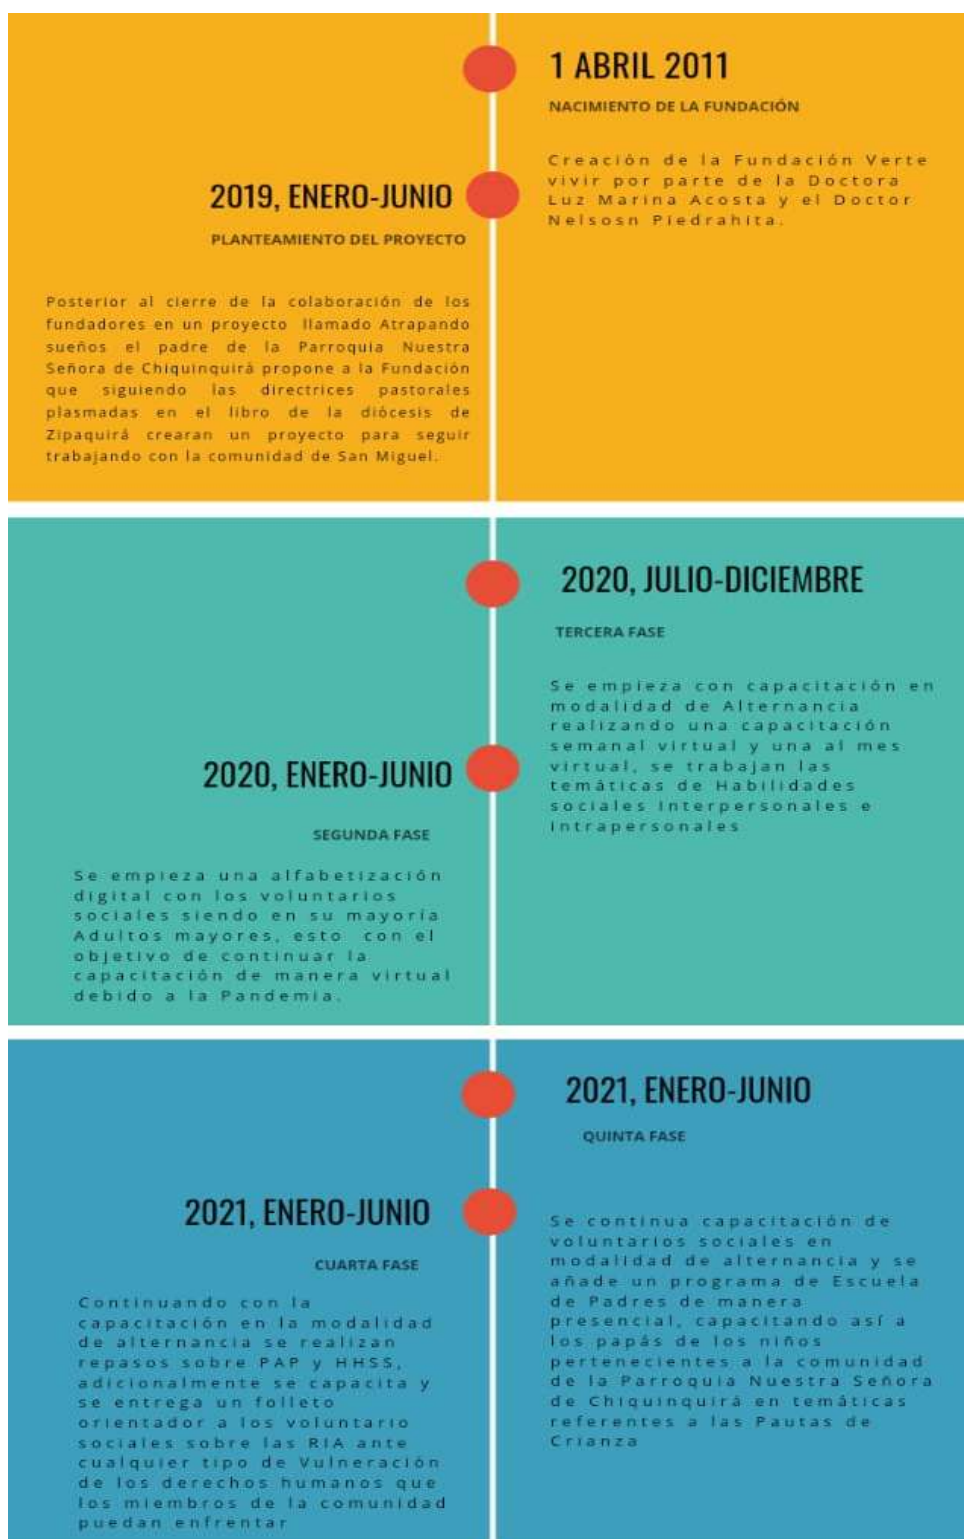 1 ABRIL 2011
NACIMIENTO DE LA FUNDACIÓN
Creación de la Fundación Verte
vivir por parte de la Doctora
Luz Marina Acosta y el Doctor
Nelsosn Piedrahita.
2019, ENERO-JUNIO
PLANTEAMIENTO DEL PROYECTO
Posterior al cierre de la colaboración de los
fundadores en un proyecto llamado Atrapando
sueños el padre de la Parroquia Nuestra
Señora de Chiquinquirá propone a la Fundación
que siguiendo las directrices pastorales
plasmadas en el libro de la diócesis de
Zipaquirá crearan un proyecto para seguir
trabajando con la comunidad de San Miguel.
2020, JULIO-DICIEMBRE
TERCERA FASE
Se empieza con capacitación en
modalidad de Alternancia
realizando una capacitación
semanal virtual y una al mes
virtual, se trabajan las
temáticas de Habilidades
sociales Interpersonales e
Intrapersonales
2020, ENERO-JUNIO
SEGUNDA FASE
Se empieza una alfabetización
digital con los voluntarios
sociales siendo en su mayoría
Adultos mayores, esto con el
objetivo de continuar la
capacitación de manera virtual
debido a la Pandemia.
2021, ENERO-JUNIO
QUINTA FASE
Se continua capacitación de
voluntarios sociales en
modalidad de alternancia y se
añade un programa de Escuela
de Padres de manera
presencial, capacitando así a
los papás de los niños
pertenecientes a la comunidad
de la Parroquia Nuestra Señora
de Chiquinquirá en temáticas
referentes a las Pautas de
Crianza
2021, ENERO-JUNIO
CUARTA FASE
Continuando con la
capacitación en la modalidad
de alternancia se realizan
repasos sobre PAP y HHSS,
adicionalmente se capacita y
se entrega un folleto
orientador a los voluntario
sociales sobre las RIA ante
cualquier tipo de Vulneración
de los derechos humanos que
los miembros de la comunidad
puedan enfrentar